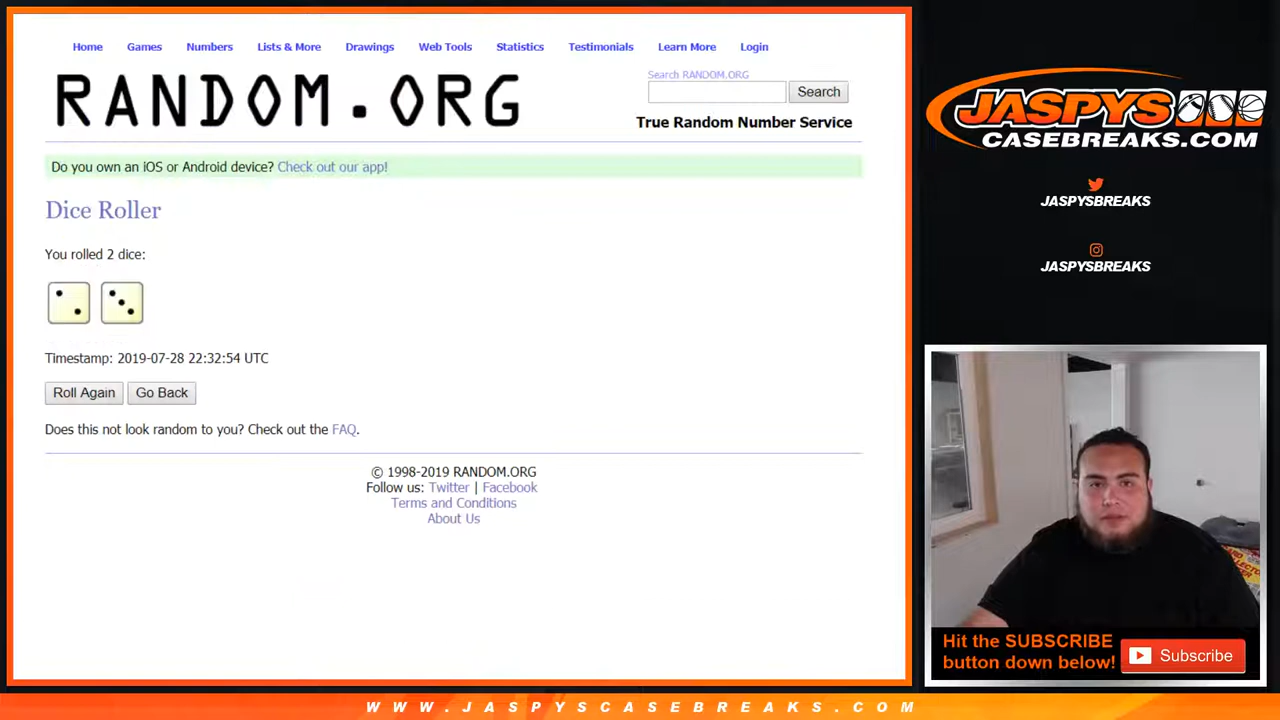 Home Games Numbers Lists & More Drawings Web Tools Statistics Testimonials Learn More Login
RANDOM.ORG
Search RANDOM.ORG
Search
True Random Number Service
Do you own an iOS or Android device? Check out our app!
Dice Roller
You rolled 2 dice:
Timestamp: 2019-07-28 22:32:54 UTC
Roll Again Go Back
Does this not look random to you? Check out the FAQ.
© 1998-2019 RANDOM.ORG
Follow us: Twitter | Facebook
Terms and Conditions
About Us
JASPYS
CASEBREAKS.COM
JASPYSBREAKS
JASPYSBREAKS
Hit the SUBSCRIBE
button down below!
Subscribe
WWW.JASPYSCASEBREAKS.COM